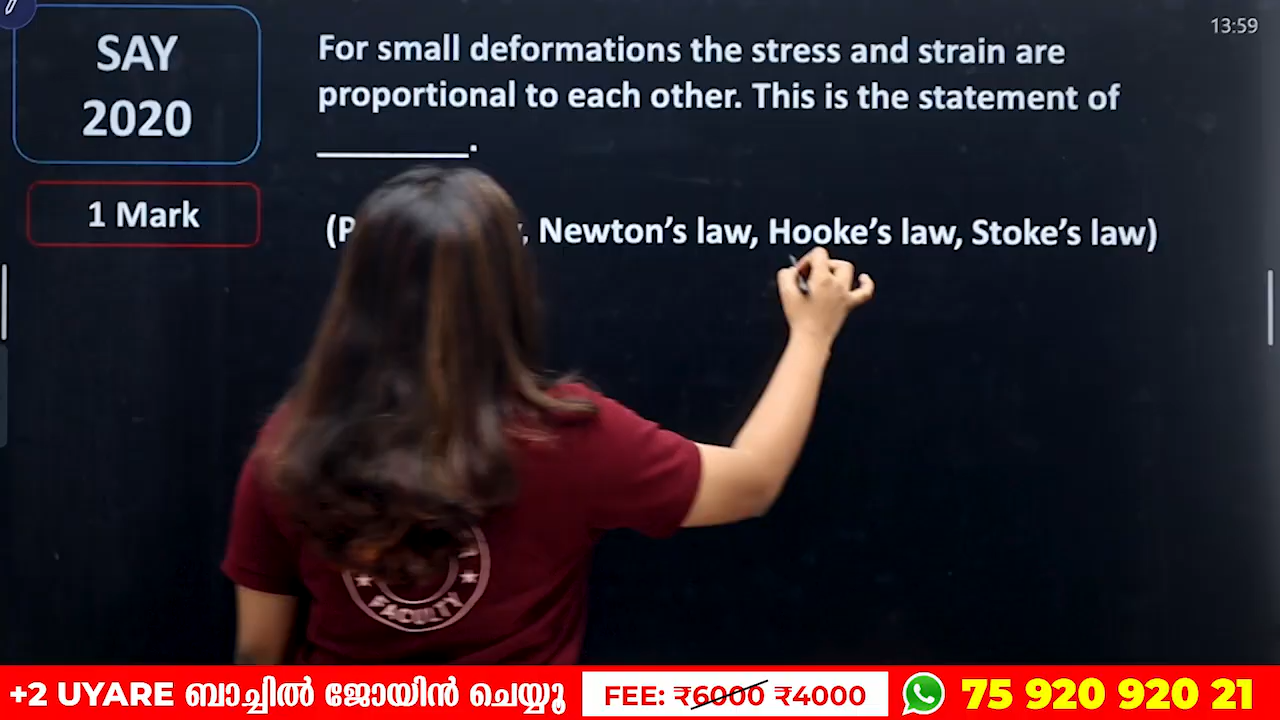 13:59
SAY
2020
For small deformations the stress and strain are
proportional to each other. This is the statement of
__________.
1 Mark
Newton's law, Hooke's law, Stoke's law)
FACULTY
+2 UYARE ബാച്ചിൽ ജോയിൻ ചെയ്യൂ
FEE: ₹6000 ₹4000
75 920 920 21